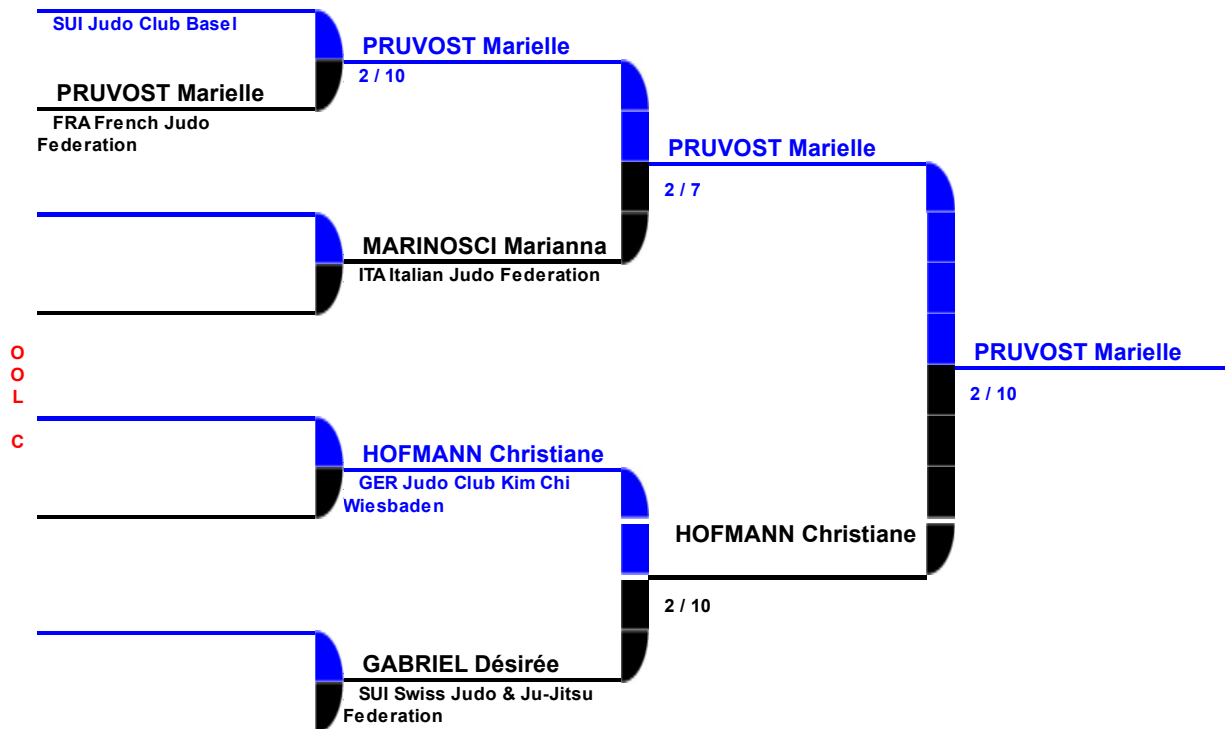 SUI Judo Club Basel
PRUVOST Marielle
2 / 10
PRUVOST Marielle
FRA French Judo
Federation
PRUVOST Marielle
2 / 7
MARINOSCI Marianna
ITA Italian Judo Federation
O
O
L
C
PRUVOST Marielle
2 / 10
HOFMANN Christiane
GER Judo Club Kim Chi
Wiesbaden
HOFMANN Christiane
2 / 10
GABRIEL Désirée
SUI Swiss Judo & Ju-Jitsu
Federation